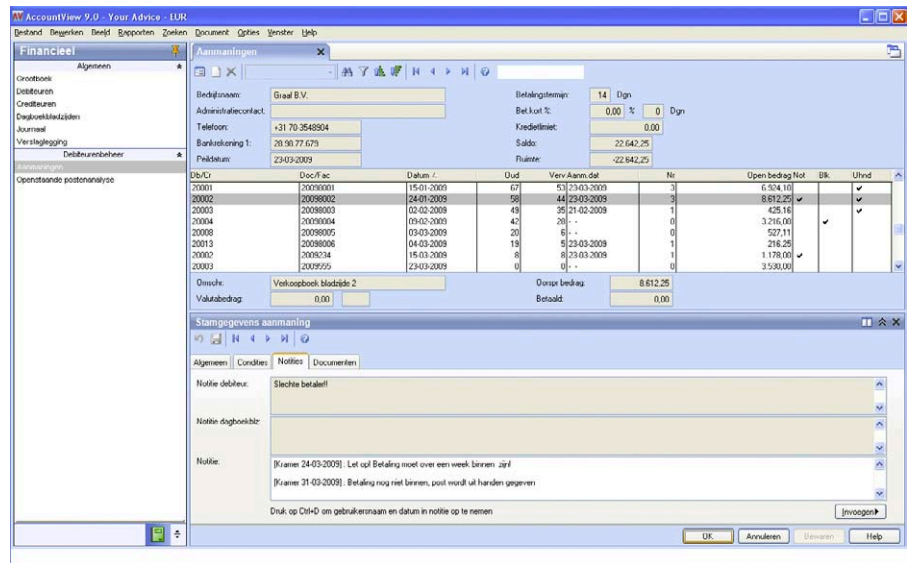 AccountView 9.0 - Your Advice - EUR
Bestand Bewerken Beeld Rapporten Zoeken Document Opties Venster Help
Financieel
Algemeen
Grootboek
Debiteuren
Crediteuren
Dagboekbladzijden
Journaal
Verslaglegging
Debiteurenbeheer
Aanmaningen
Openstaande postenanalyse
Aanmaningen
Bedrijfsnaam: Graal B.V. Betalingstermijn: 14 Dgn
Administratiecontact: Bet.kort %: 0,00 % 0 Dgn
Telefoon: +31 70-3548904 Kredietlimiet: 0,00
Bankrekening 1: 20.98.77.679 Saldo: 22.642,25
Peildatum: 23-03-2009 Ruimte: -22.642,25
Db/Cr Doc/Fac Datum Oud Verv Aanm.dat Nr Open bedrag Not Blk Uhnd
20001 20098001 15-01-2009 67 53 23-03-2009 3 6.924,10
20002 20098002 24-01-2009 58 44 23-03-2009 3 8.612,25
20003 20098003 02-02-2009 49 35 21-02-2009 1 425,16
20004 20098004 09-02-2009 42 28 - - 0 3.216,00
20008 20098005 03-03-2009 20 6 - - 0 527,11
20013 20098006 04-03-2009 19 5 23-03-2009 1 216,25
20002 2009234 15-03-2009 8 8 23-03-2009 1 1.178,00
20003 2009555 23-03-2009 0 0 - - 0 3.530,00
Omschr: Verkoopboek bladzijde 2 Oorspr bedrag: 8.612,25
Valutabedrag: 0,00 Betaald: 0,00
Stamgegevens aanmaning
Algemeen Condities Notities Documenten
Notitie debiteur: Slechte betaler!!
Notitie dagboekblz:
Notitie: [Kramer 24-03-2009] : Let op! Betaling moet over een week binnen zijn!
[Kramer 31-03-2009] : Betaling nog niet binnen, post wordt uit handen gegeven
Druk op Ctrl+D om gebruikersnaam en datum in notitie op te nemen
Invoegen
OK Annuleren Bewaren Help